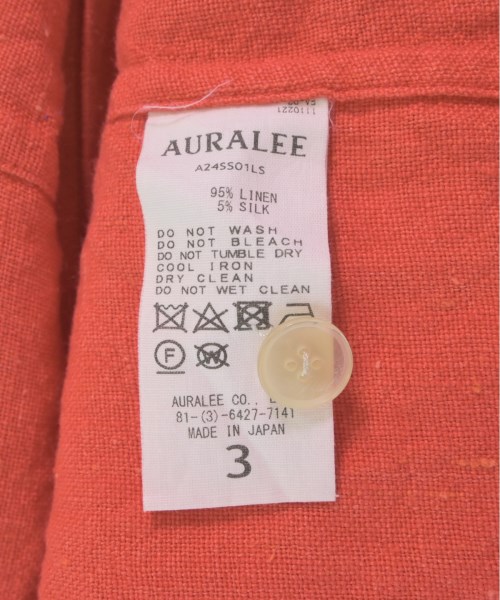 1110221
AURALEE
A24SS01LS
95% LINEN
5% SILK
DO NOT WASH
DO NOT BLEACH
DO NOT TUMBLE DRY
COOL IRON
DRY CLEAN
DO NOT WET CLEAN
F
W
AURALEE CO.,
81-(3)-6427-7141
MADE IN JAPAN
3